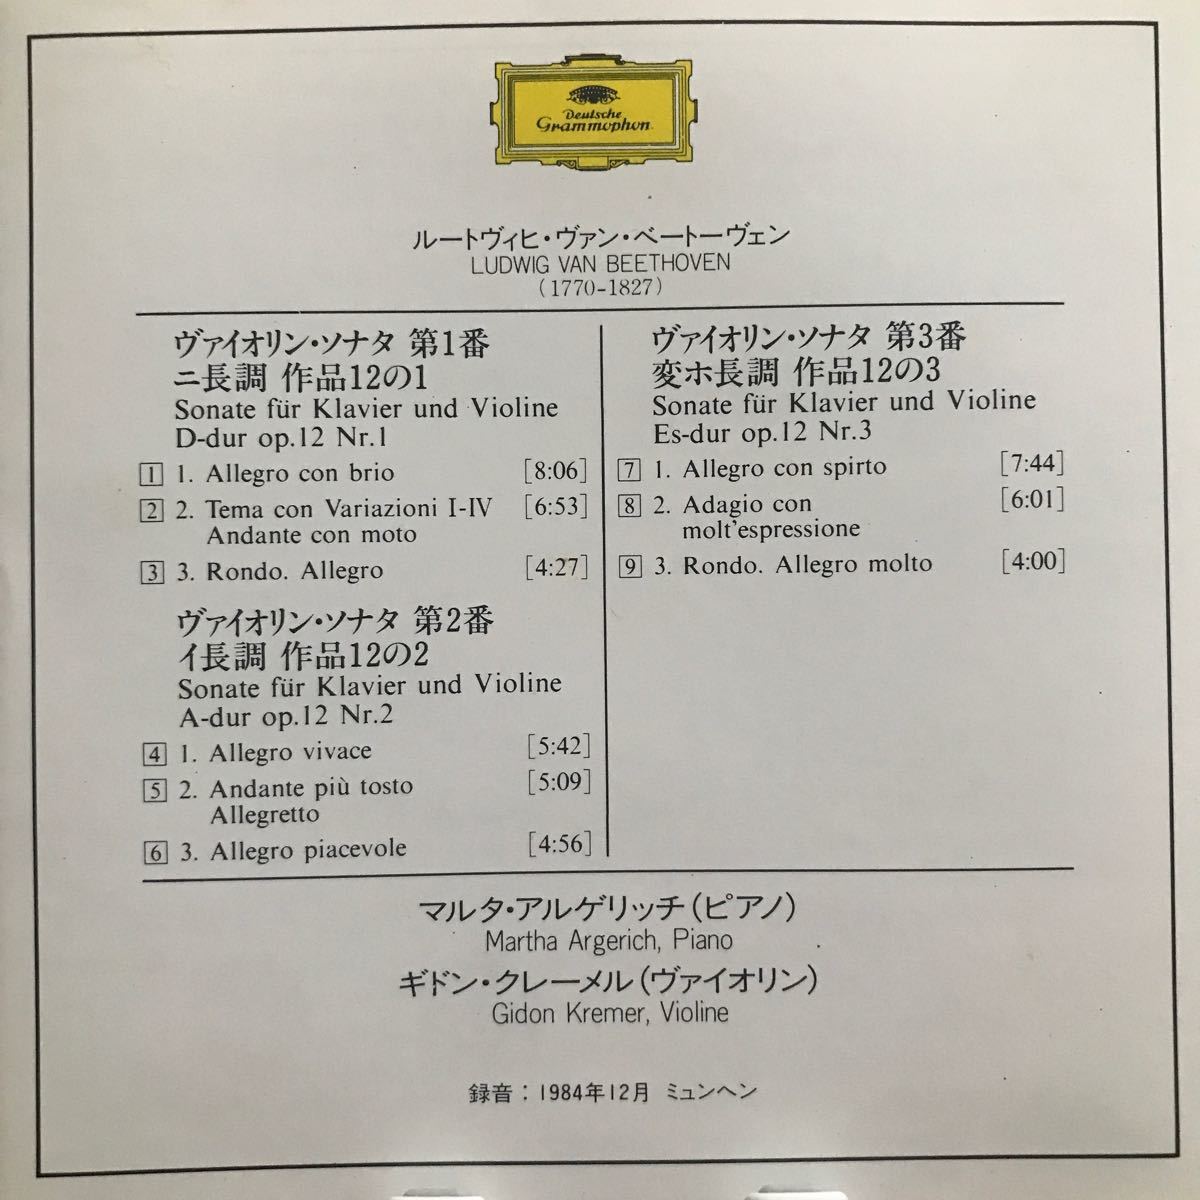 Deutsche
Grammophon
ルートヴィヒ・ヴァン・ベートーヴェン
LUDWIG VAN BEETHOVEN
(1770-1827)
ヴァイオリン・ソナタ 第1番
ニ長調 作品12の1
Sonate für Klavier und Violine
D-dur op.12 Nr.1
1 1. Allegro con brio [8:06]
2 2. Tema con Variazioni I-IV [6:53]
Andante con moto
3 3. Rondo. Allegro [4:27]
ヴァイオリン・ソナタ 第2番
イ長調 作品12の2
Sonate für Klavier und Violine
A-dur op.12 Nr.2
4 1. Allegro vivace [5:42]
5 2. Andante più tosto [5:09]
Allegretto
6 3. Allegro piacevole [4:56]
ヴァイオリン・ソナタ 第3番
変ホ長調 作品12の3
Sonate für Klavier und Violine
Es-dur op.12 Nr.3
7 1. Allegro con spirto [7:44]
8 2. Adagio con [6:01]
molt'espressione
9 3. Rondo. Allegro molto [4:00]
マルタ・アルゲリッチ(ピアノ)
Martha Argerich, Piano
ギドン・クレーメル(ヴァイオリン)
Gidon Kremer, Violine
録音：1984年12月 ミュンヘン